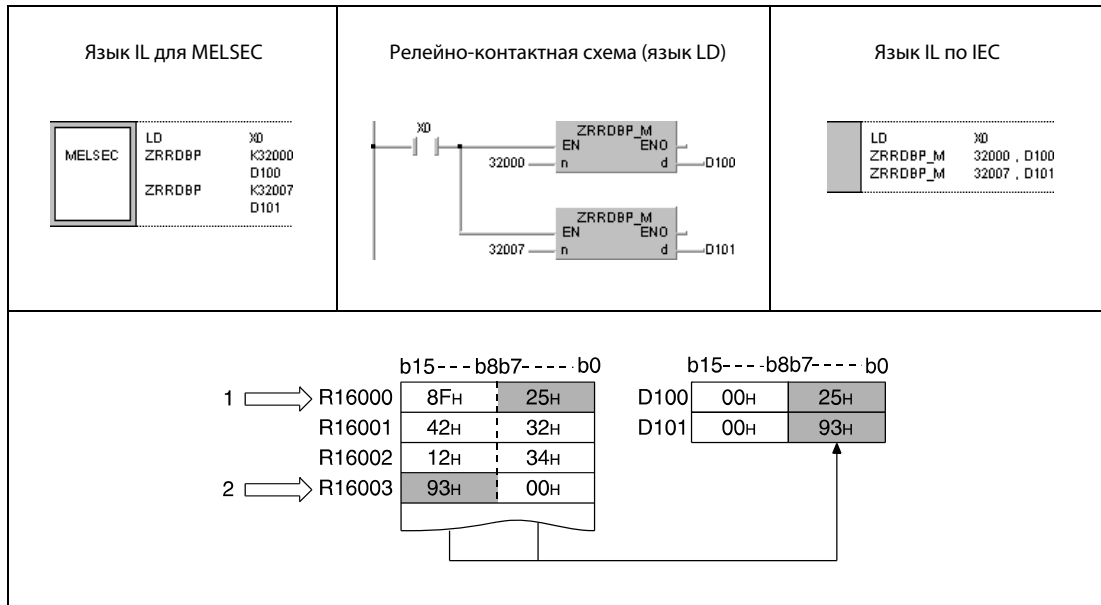 Язык IL для MELSEC
MELSEC
LD X0
ZRRDBP K32000
D100
ZRRDBP K32007
D101
Релейно-контактная схема (язык LD)
X0
ZRRDBP_M
EN ENO
32000 n d D100
ZRRDBP_M
EN ENO
32007 n d D101
Язык IL по IEC
LD X0
ZRRDBP_M 32000 , D100
ZRRDBP_M 32007 , D101
b15----b8b7-----b0
1 R16000 8FH 25H
R16001 42H 32H
R16002 12H 34H
2 R16003 93H 00H
b15----b8b7----b0
D100 00H 25H
D101 00H 93H